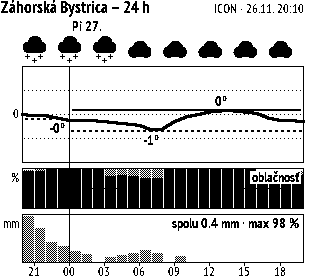 Záhorská Bystrica – 24 h
ICON · 26.11. 20:10
Pi 27.
0
0°
-0°
-1°
%
oblačnosť
mm
spolu 0.4 mm · max 98 %
21 00 03 06 09 12 15 18